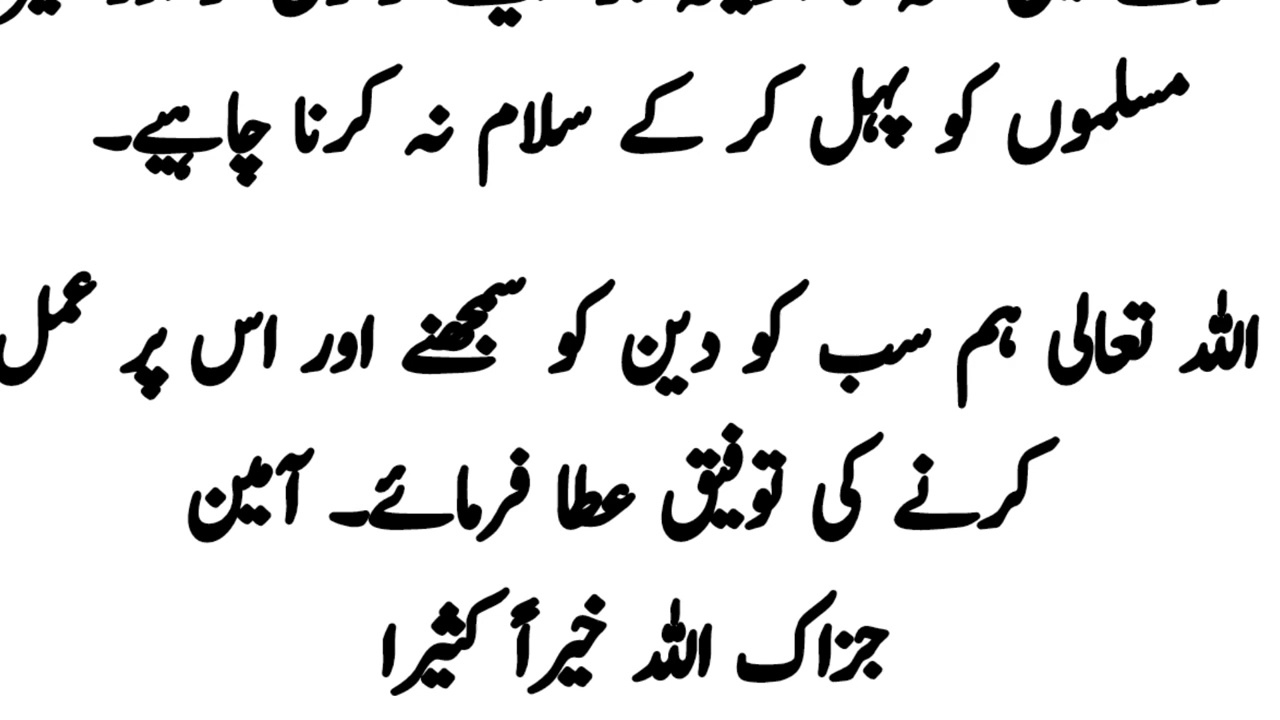 مسلموں کو پہل کر کے سلام نہ کرنا چاہیے۔
اللہ تعالی ہم سب کو دین کو سمجھنے اور اس پر عمل
کرنے کی توفیق عطا فرمائے۔ آمین
جزاک اللہ خیراً کثیرا